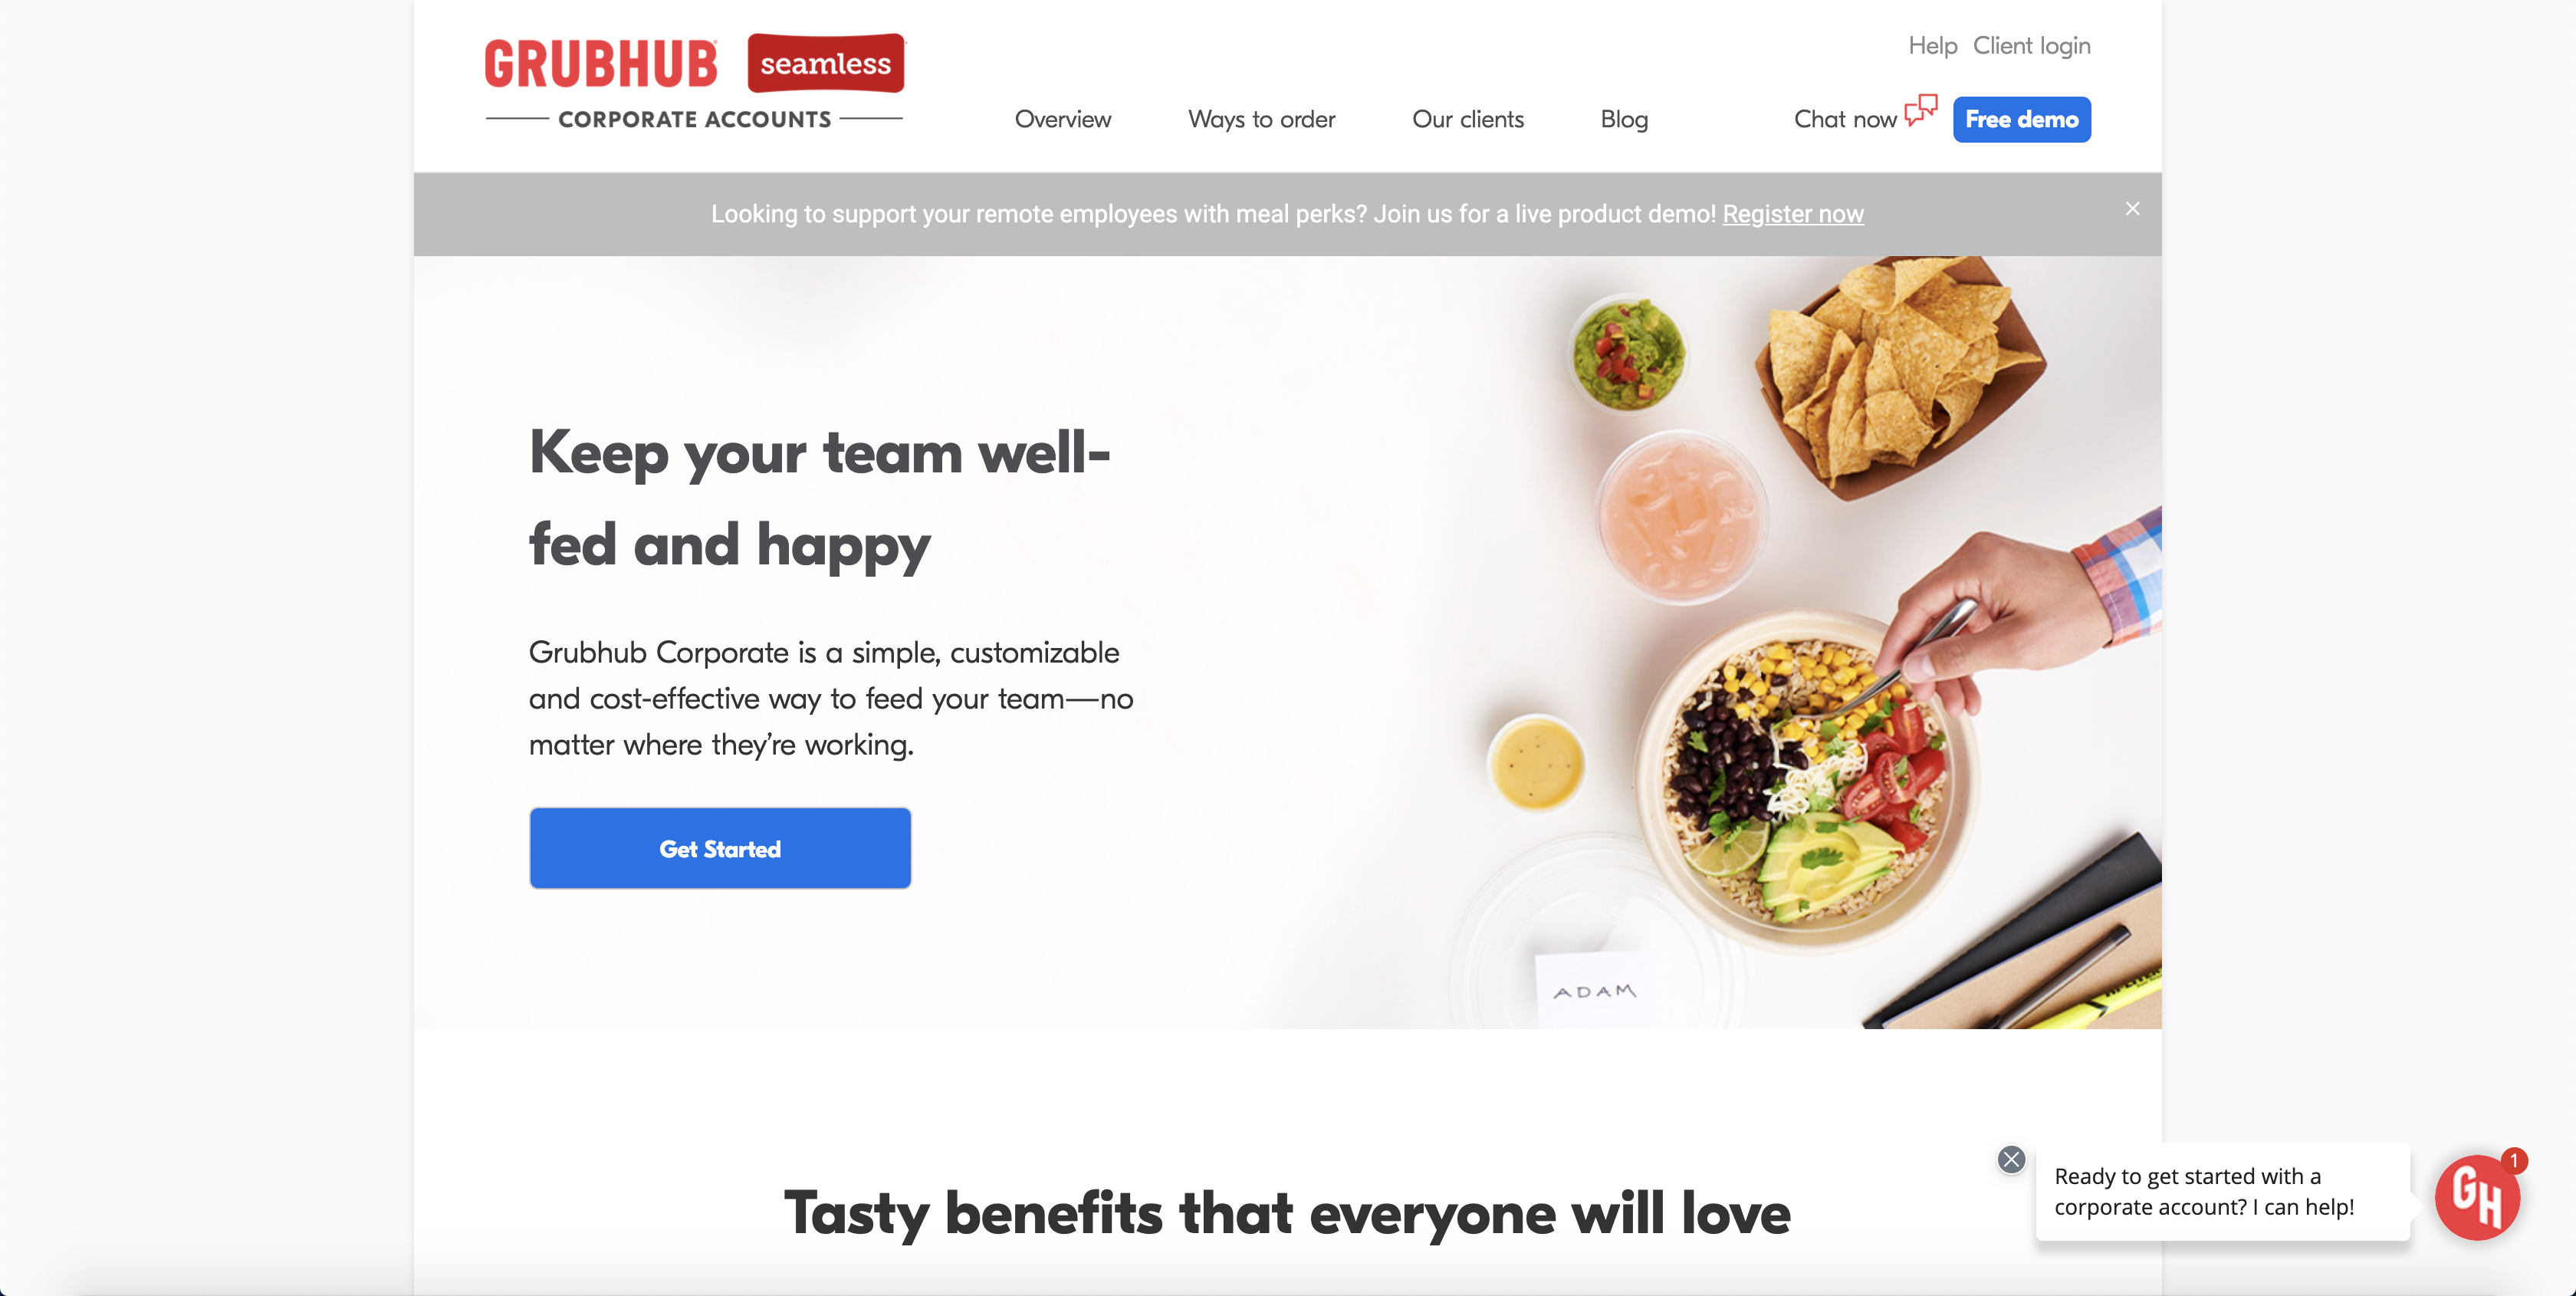 GRUBHUB seamless
CORPORATE ACCOUNTS
Help Client login
Overview Ways to order Our clients Blog Chat now Free demo
Looking to support your remote employees with meal perks? Join us for a live product demo! Register now
Keep your team well-
fed and happy
Grubhub Corporate is a simple, customizable
and cost-effective way to feed your team—no
matter where they’re working.
Get Started
ADAM
Tasty benefits that everyone will love
Ready to get started with a
corporate account? I can help!
GH
1